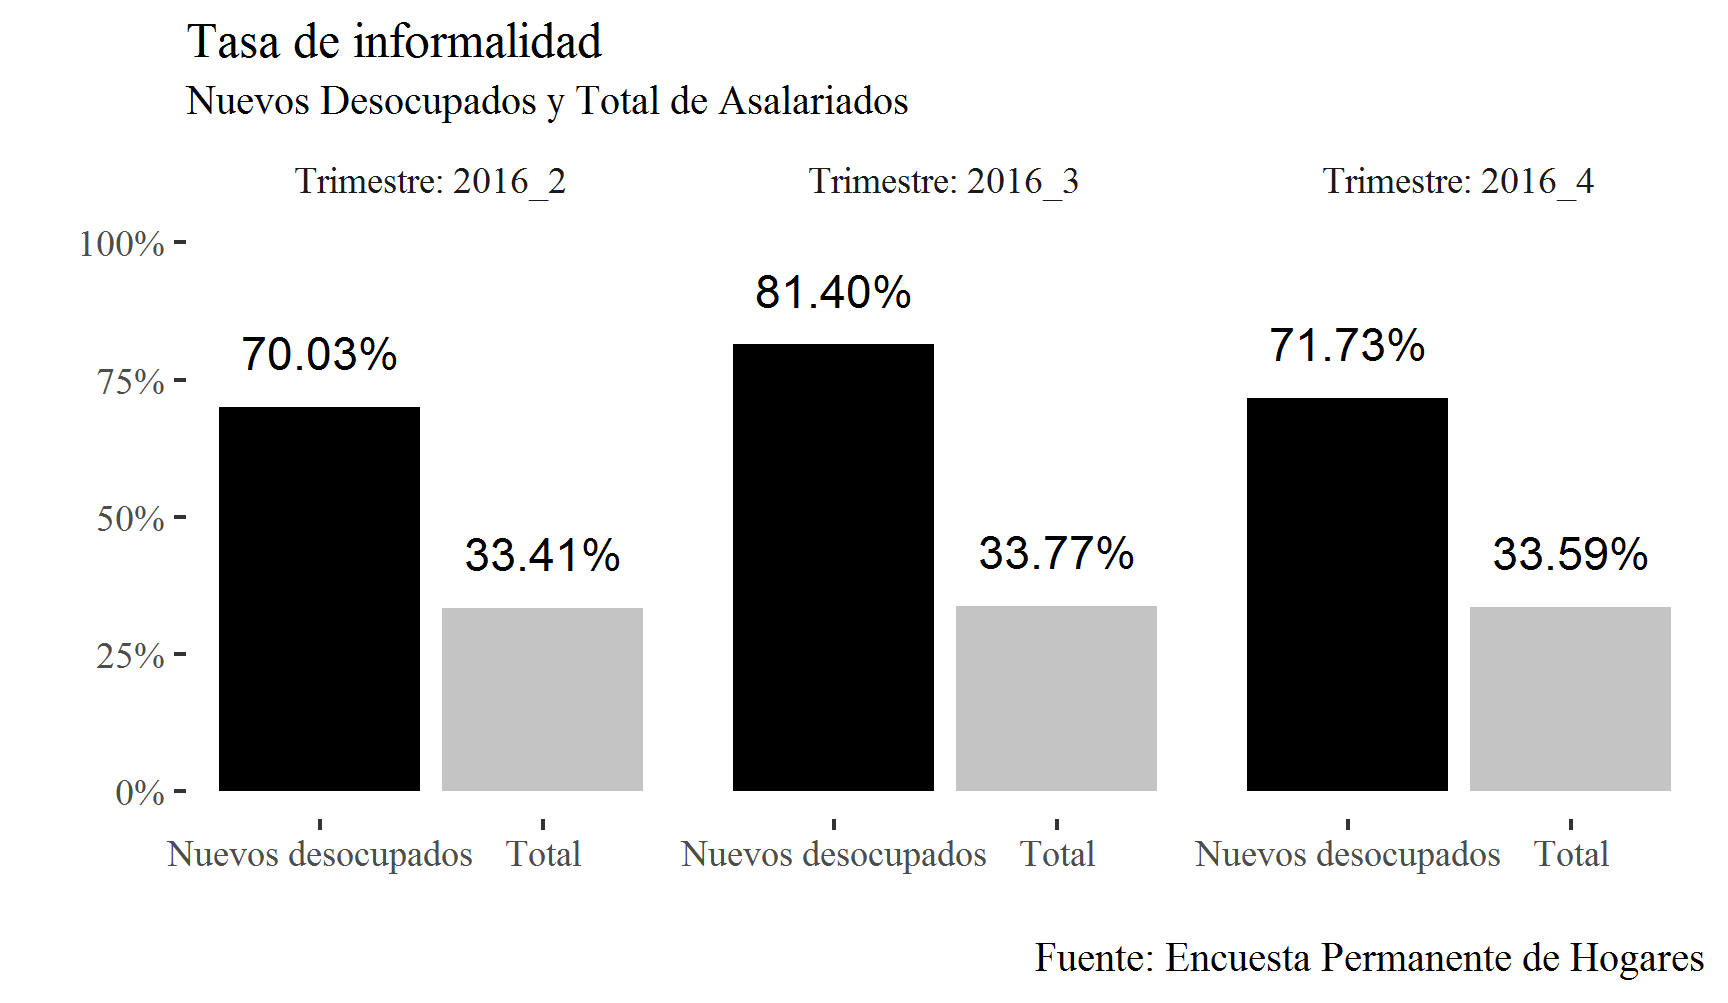 Tasa de informalidad
Nuevos Desocupados y Total de Asalariados
Trimestre: 2016_2
Trimestre: 2016_3
Trimestre: 2016_4
100%
75%
50%
25%
0%
70.03%
33.41%
81.40%
33.77%
71.73%
33.59%
Nuevos desocupados
Total
Nuevos desocupados
Total
Nuevos desocupados
Total
Fuente: Encuesta Permanente de Hogares